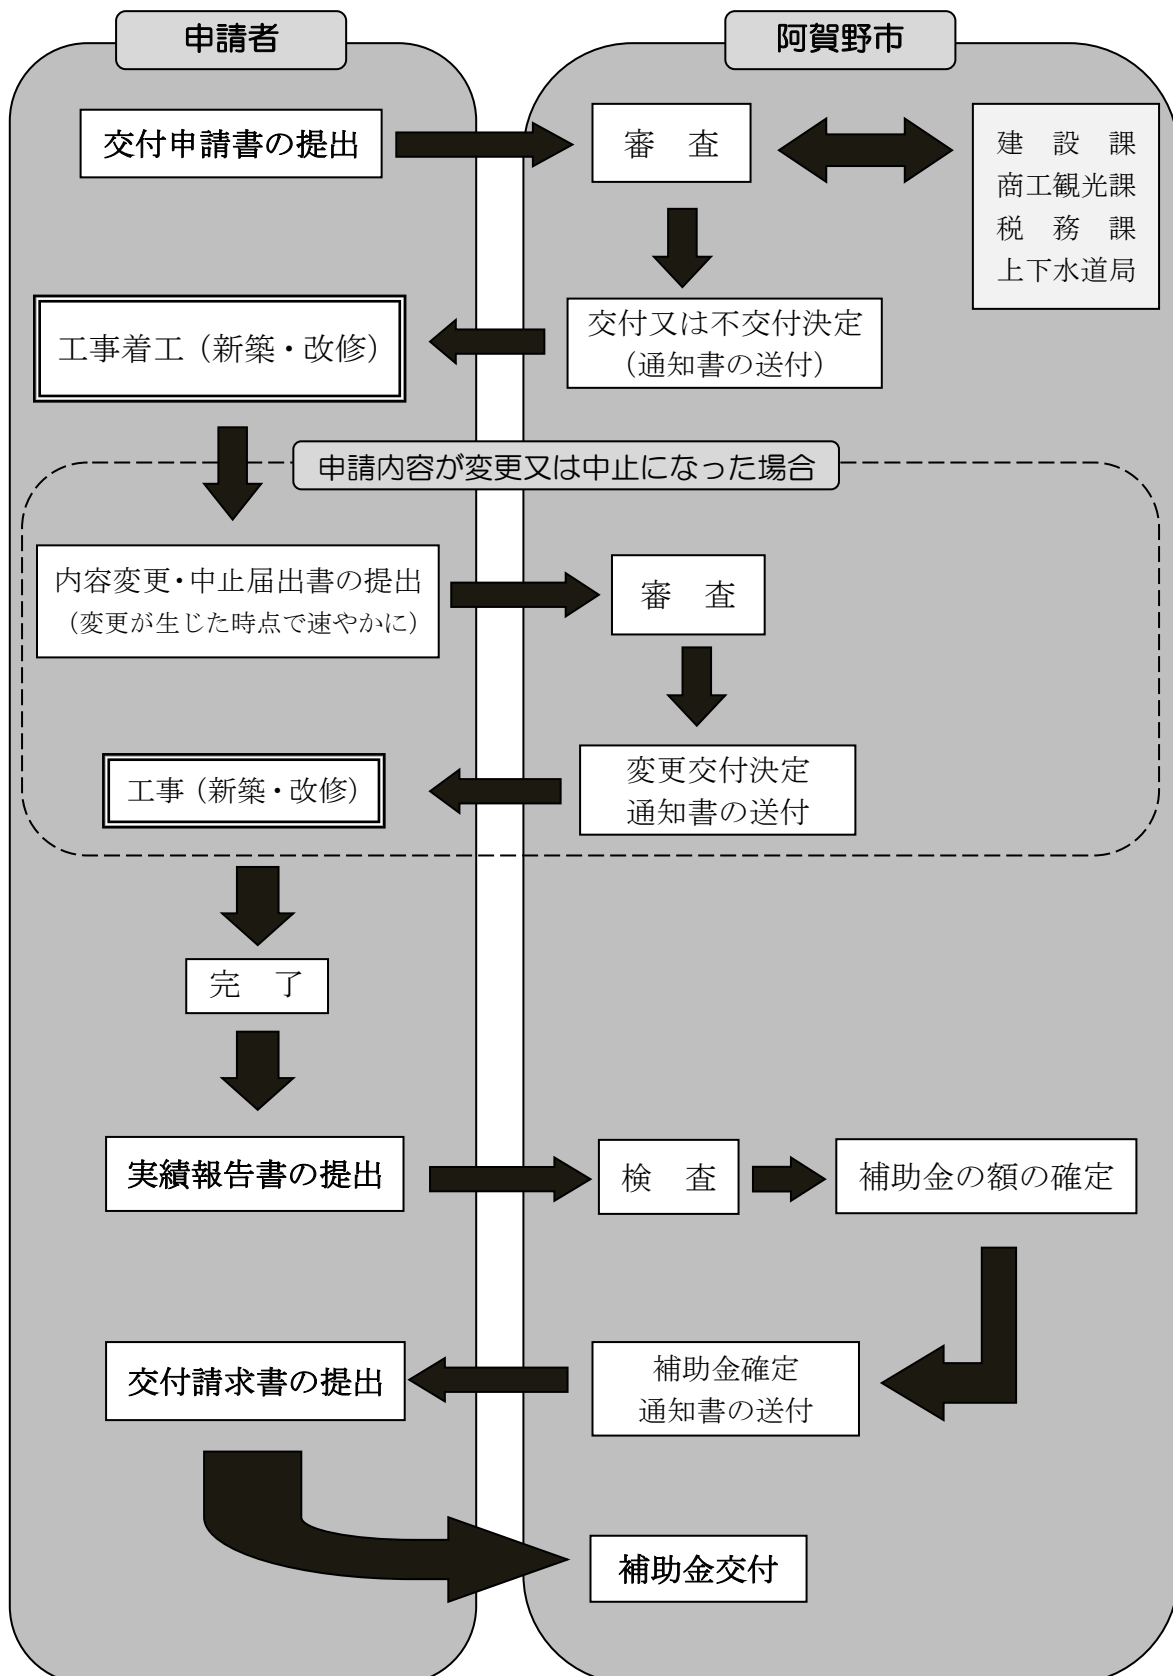 申請者
阿賀野市
交付申請書の提出
審　査
建　設　課
商工観光課
税　務　課
上下水道局
交付又は不交付決定
（通知書の送付）
工事着工（新築・改修）
申請内容が変更又は中止になった場合
内容変更・中止届出書の提出
（変更が生じた時点で速やかに）
審　査
変更交付決定
通知書の送付
工事（新築・改修）
完　了
実績報告書の提出
検　査
補助金の額の確定
補助金確定
通知書の送付
交付請求書の提出
補助金交付